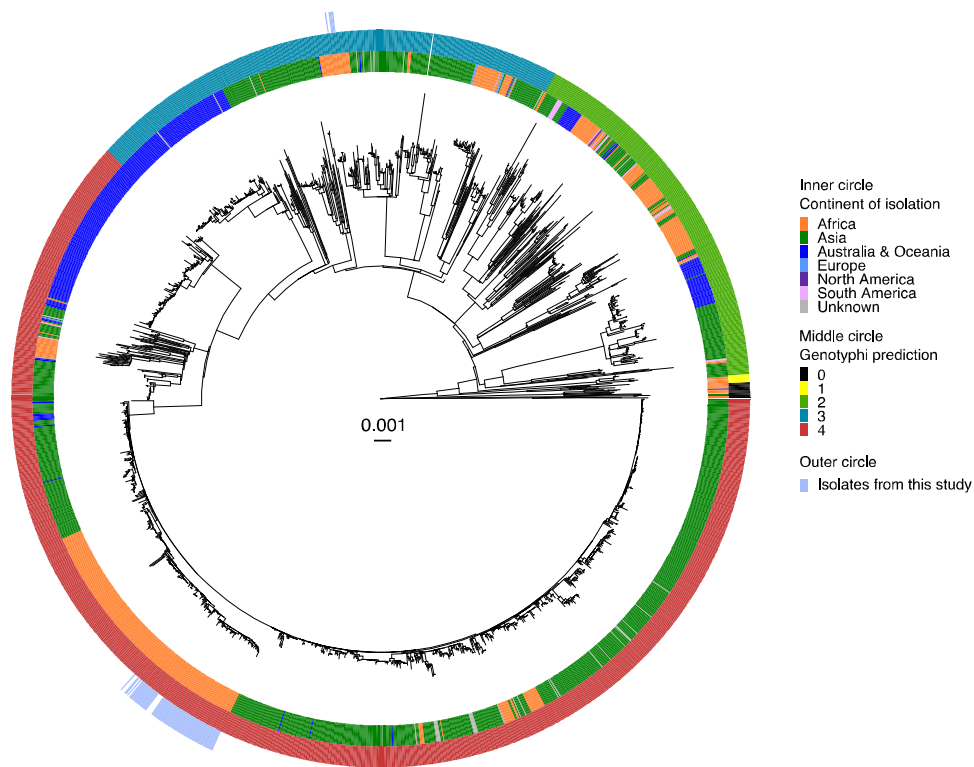 0.001
Inner circle
Continent of isolation
Africa
Asia
Australia & Oceania
Europe
North America
South America
Unknown
Middle circle
Genotyphi prediction
0
1
2
3
4
Outer circle
Isolates from this study